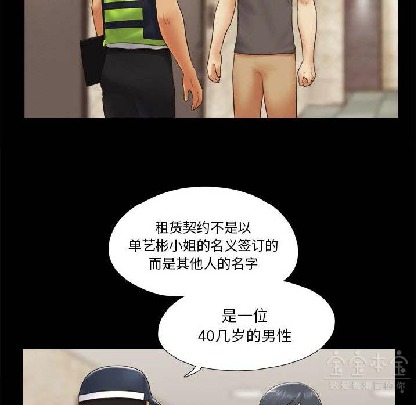 租赁契约不是以
单艺彬小姐的名义签订的
而是其他人的名字
是一位
40几岁的男性